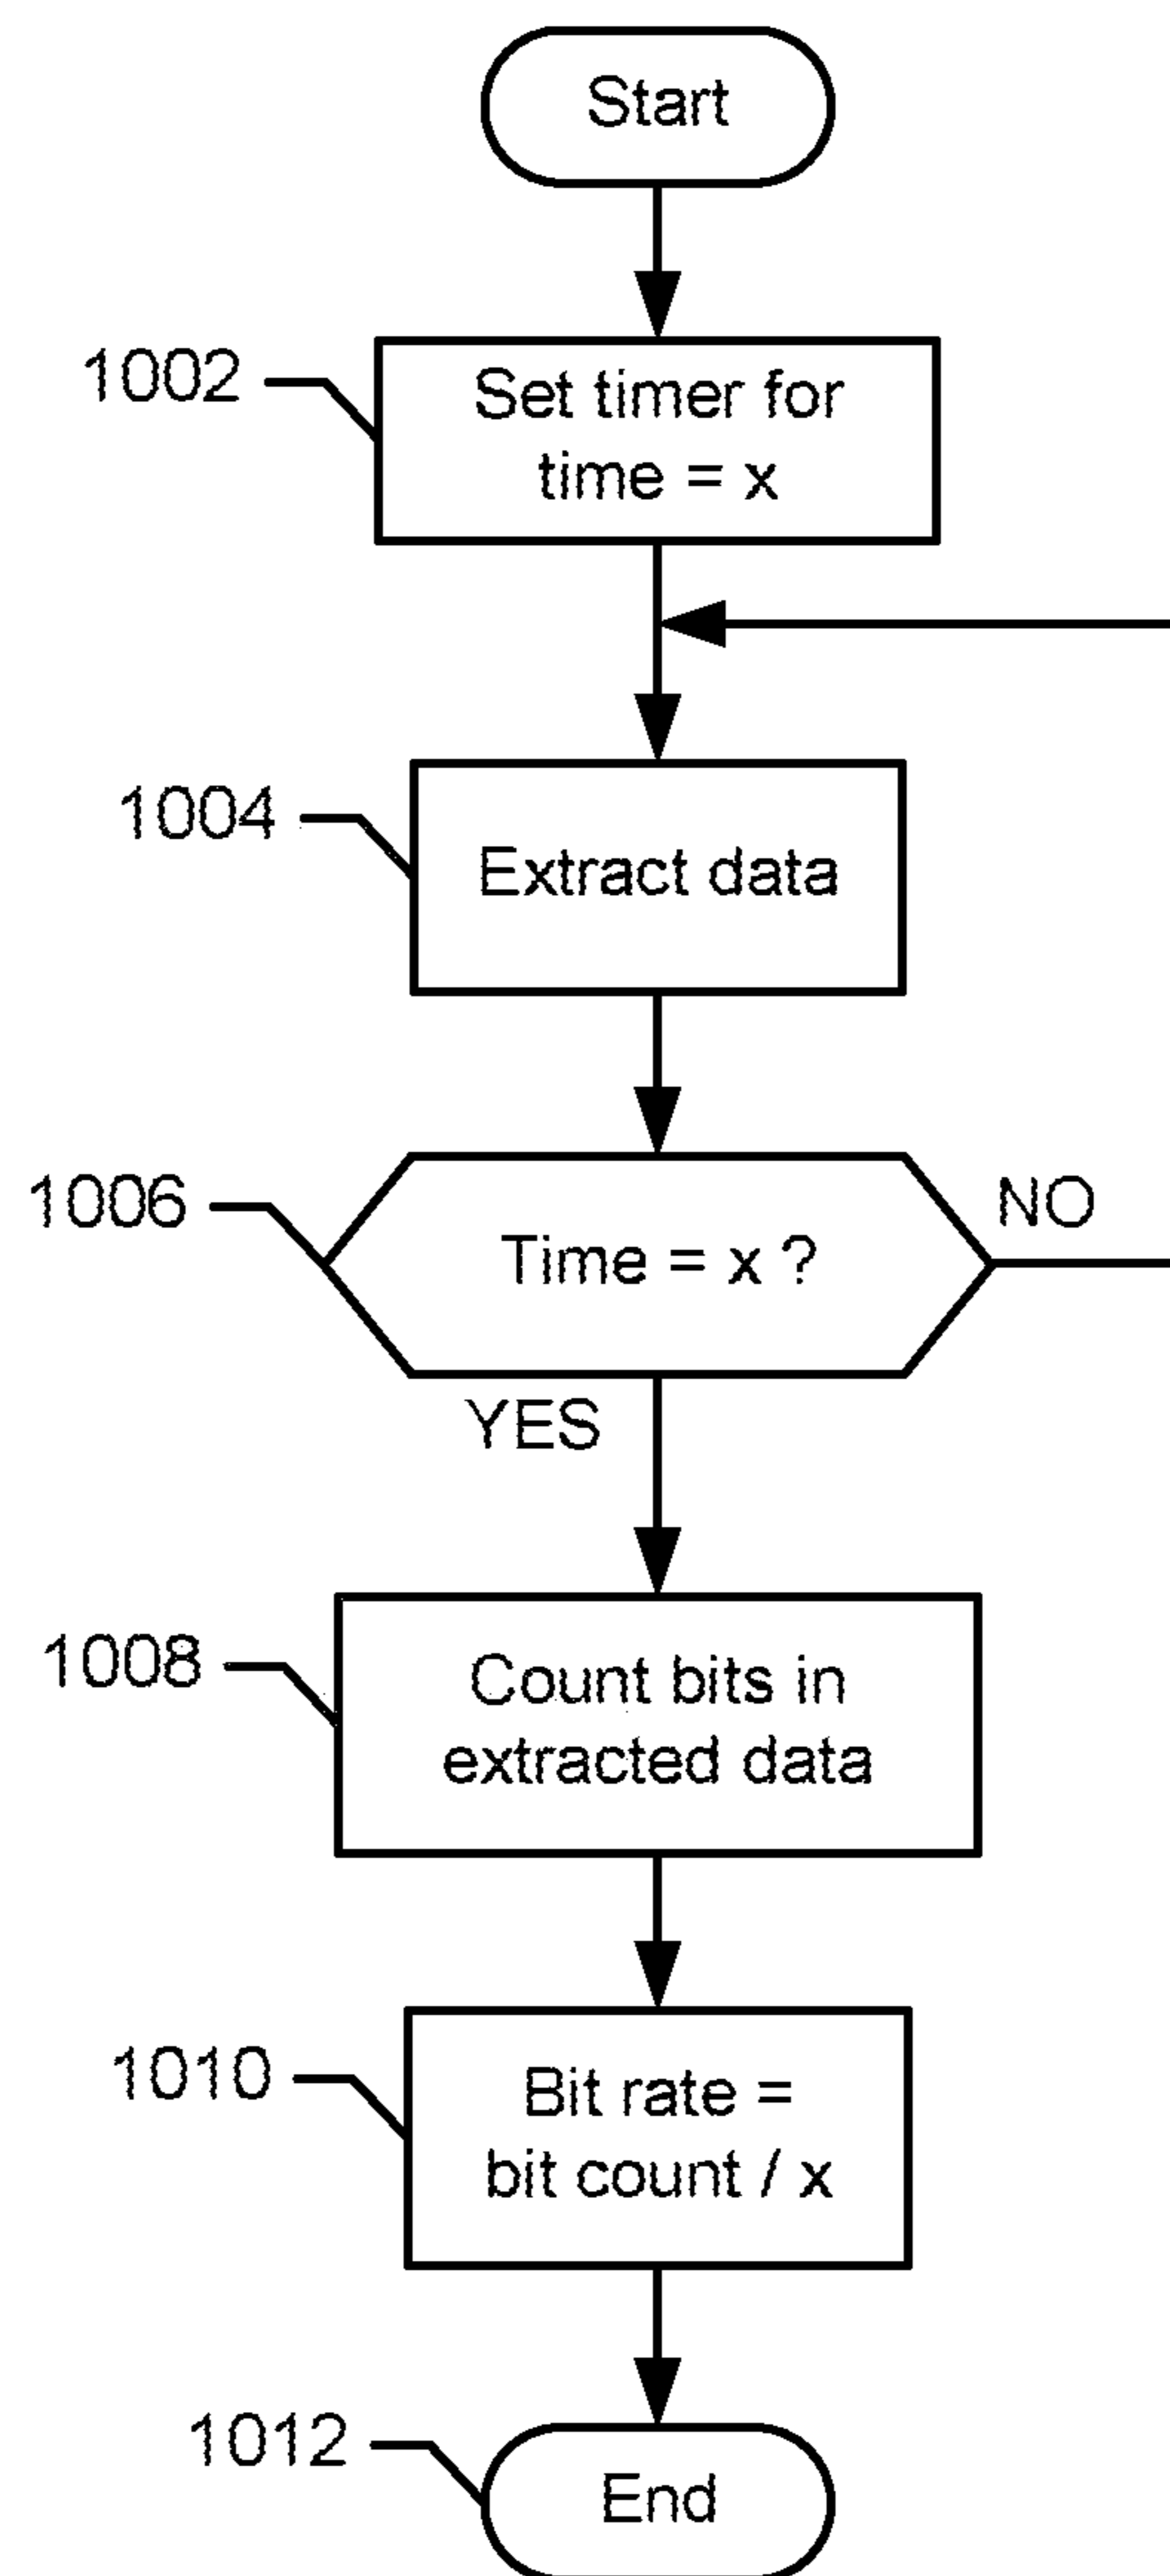 Start
1002
Set timer for
time = x
1004
Extract data
1006
Time = x ?
NO
YES
1008
Count bits in
extracted data
1010
Bit rate =
bit count / x
1012
End